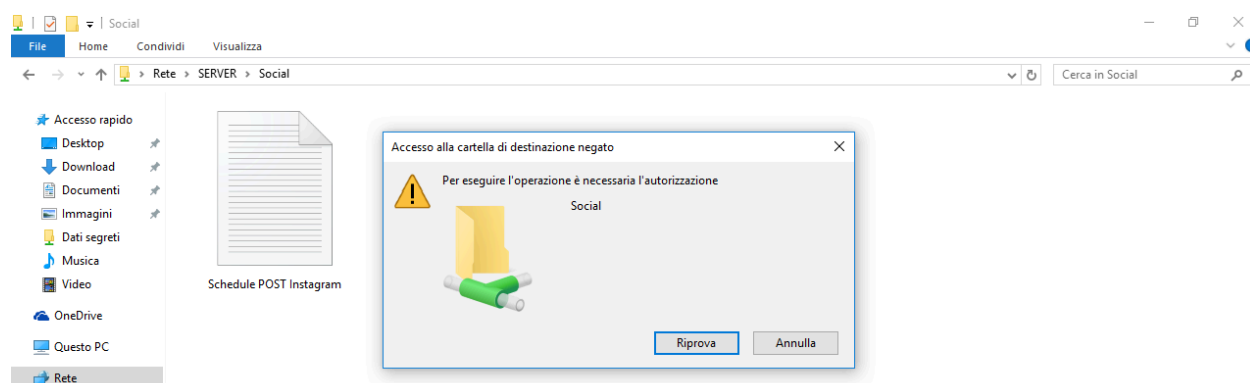 Social
File Home Condividi Visualizza
Rete > SERVER > Social
Cerca in Social
Accesso rapido
Desktop
Download
Documenti
Immagini
Dati segreti
Musica
Video
OneDrive
Questo PC
Rete
Schedule POST Instagram
Accesso alla cartella di destinazione negato
Per eseguire l'operazione è necessaria l'autorizzazione
Social
Riprova Annulla